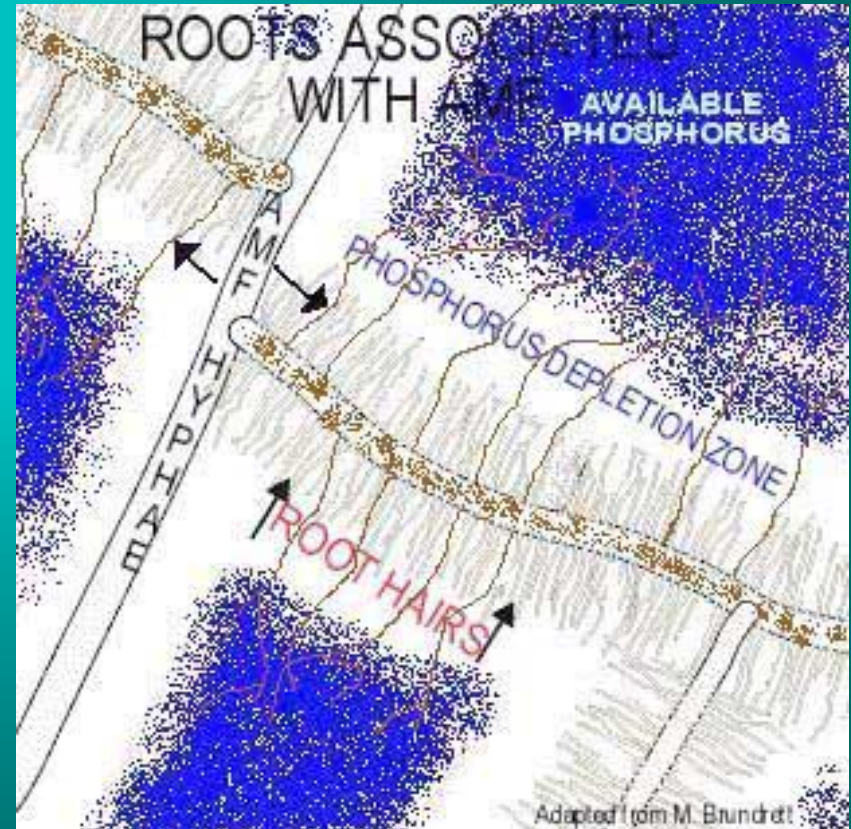 ROOTS ASSOCIATED
WITH AMF
AVAILABLE
PHOSPHORUS
AMF HYPHAE
PHOSPHORUS DEPLETION ZONE
ROOT HAIRS
Adapted from M. Brundrett